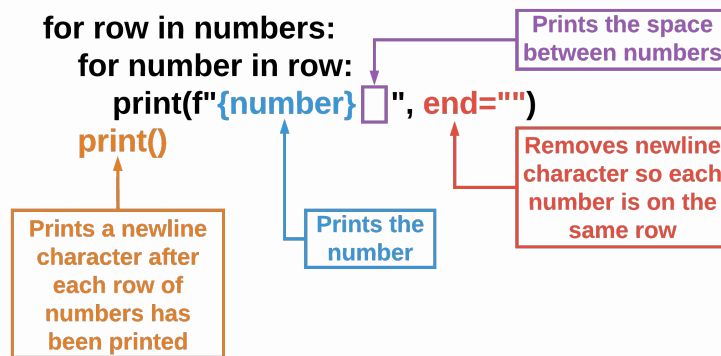 for row in numbers:
for number in row:
print(f"{number} ", end="")
print()
Prints the space
between numbers
Removes newline
character so each
number is on the
same row
Prints the
number
Prints a newline
character after
each row of
numbers has
been printed